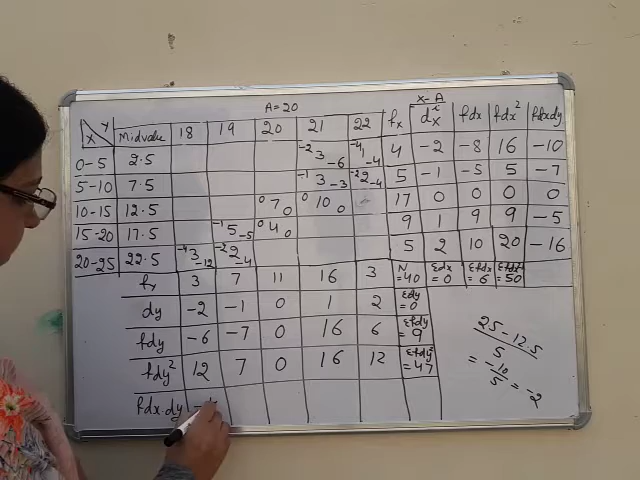 A=20
X Y Midvalue 18 19 20 21 22 fx X-A/i dx fdx fdx² fdxdy
0-5 2.5 -2 3 -6 -4 1 -4 4 -2 -8 16 -10
5-10 7.5 -1 3 -3 -2 2 -4 5 -1 -5 5 -7
10-15 12.5 0 7 0 0 10 0 17 0 0 0 0
15-20 17.5 -1 5 -5 0 4 0 9 1 9 9 -5
20-25 22.5 -4 3 -12 -2 2 -4 5 2 10 20 -16
fx 3 7 11 16 3 N =40 Σdx =0 Σfdx = 6 Σfdx² =50
dy -2 -1 0 1 2 Σdy =0
fdy -6 -7 0 16 6 Σfdy = 9
fdy² 12 7 0 16 12 Σfdy² =47
fdx.dy
2.5-12.5
5
= -10/5 = -2